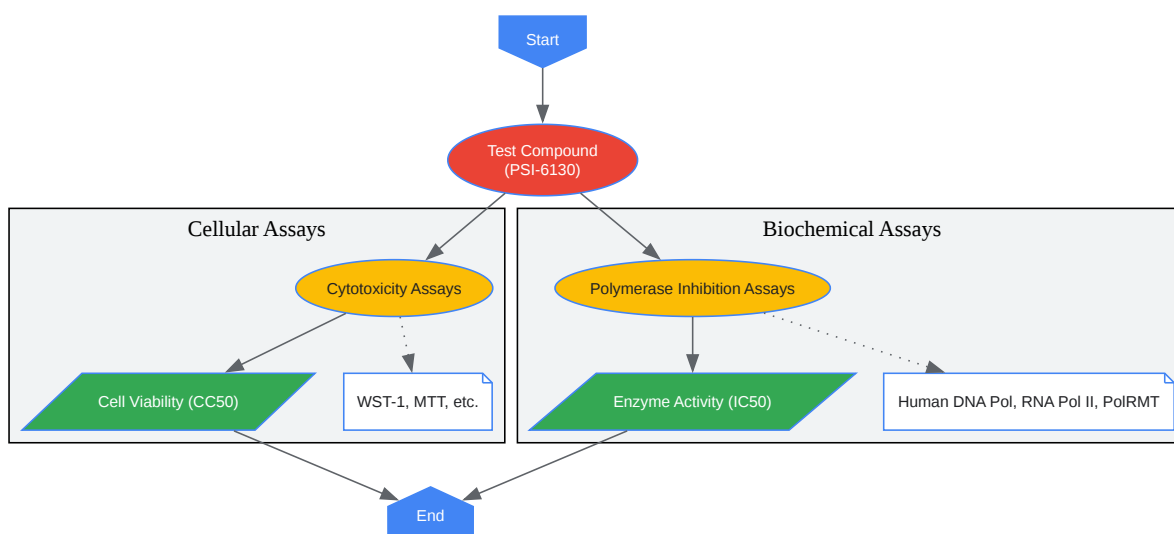 Start
Test Compound
(PSI-6130)
Cellular Assays
Biochemical Assays
Cytotoxicity Assays
Polymerase Inhibition Assays
Cell Viability (CC50)
WST-1, MTT, etc.
Enzyme Activity (IC50)
Human DNA Pol, RNA Pol II, PolRMT
End